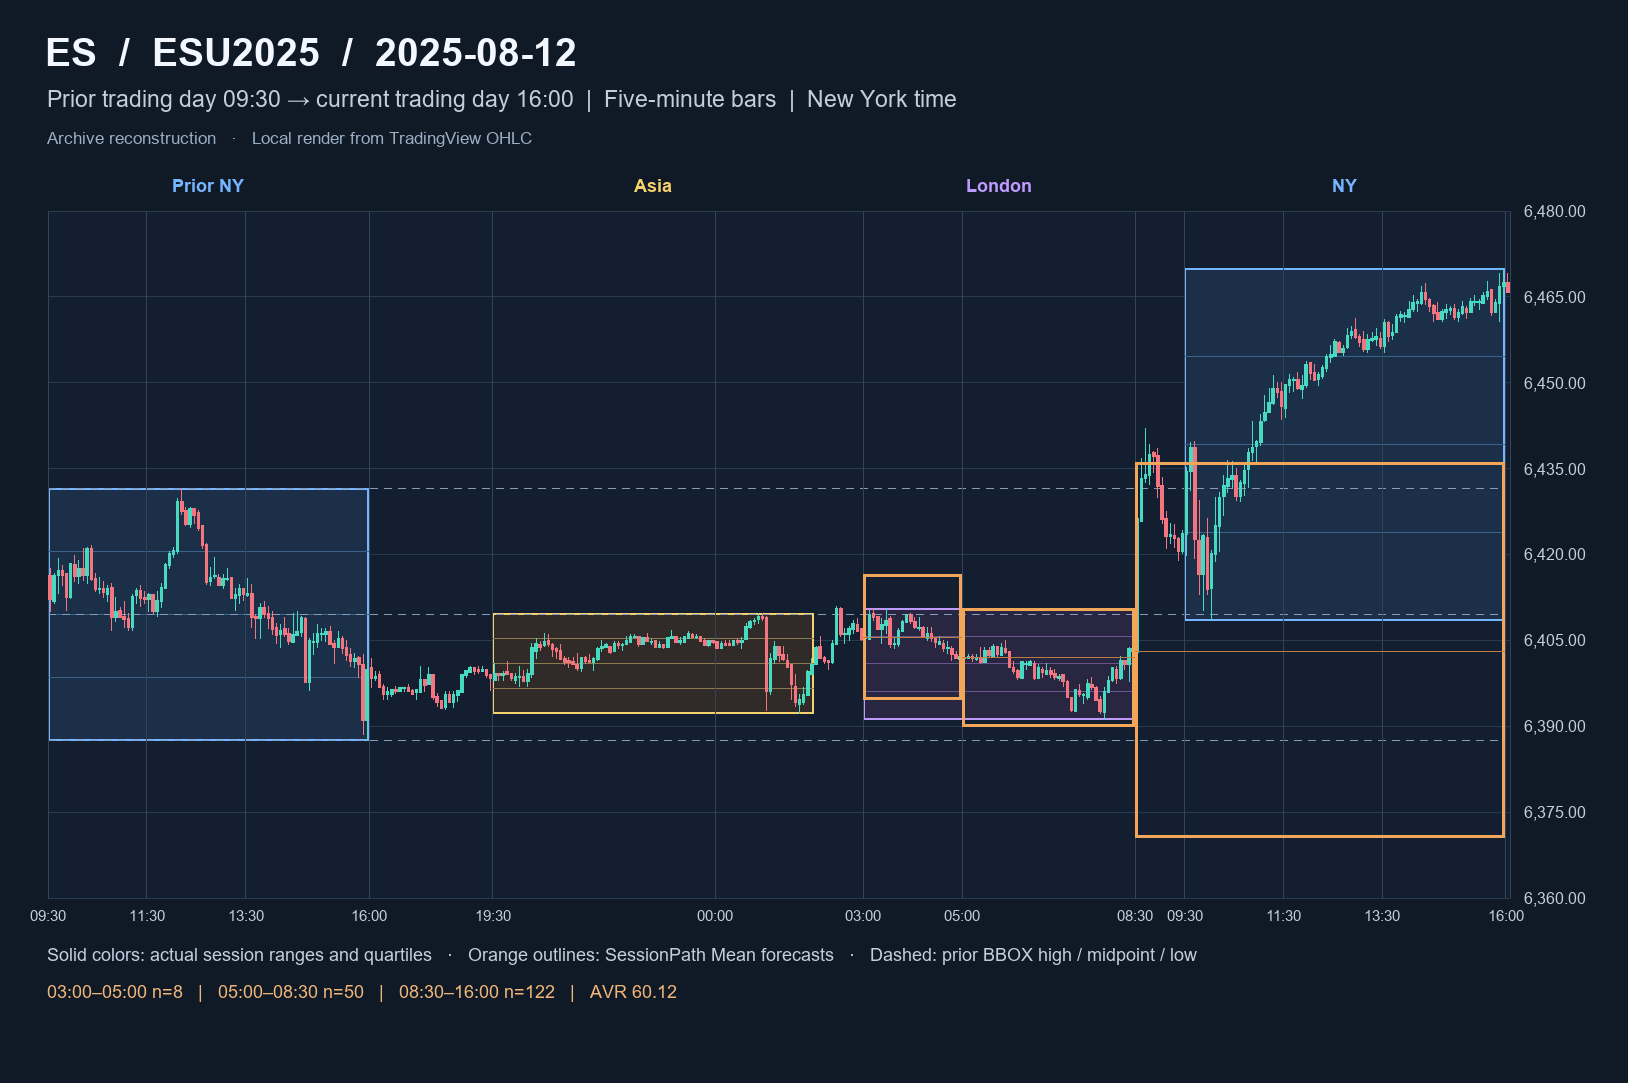 ES / ESU2025 / 2025-08-12
Prior trading day 09:30 → current trading day 16:00 | Five-minute bars | New York time
Archive reconstruction · Local render from TradingView OHLC
Prior NY Asia London NY
6,480.00
6,465.00
6,450.00
6,435.00
6,420.00
6,405.00
6,390.00
6,375.00
6,360.00
09:30 11:30 13:30 16:00 19:30 00:00 03:00 05:00 08:30 09:30 11:30 13:30 16:00
Solid colors: actual session ranges and quartiles · Orange outlines: SessionPath Mean forecasts · Dashed: prior BBOX high / midpoint / low
03:00–05:00 n=8 | 05:00–08:30 n=50 | 08:30–16:00 n=122 | AVR 60.12